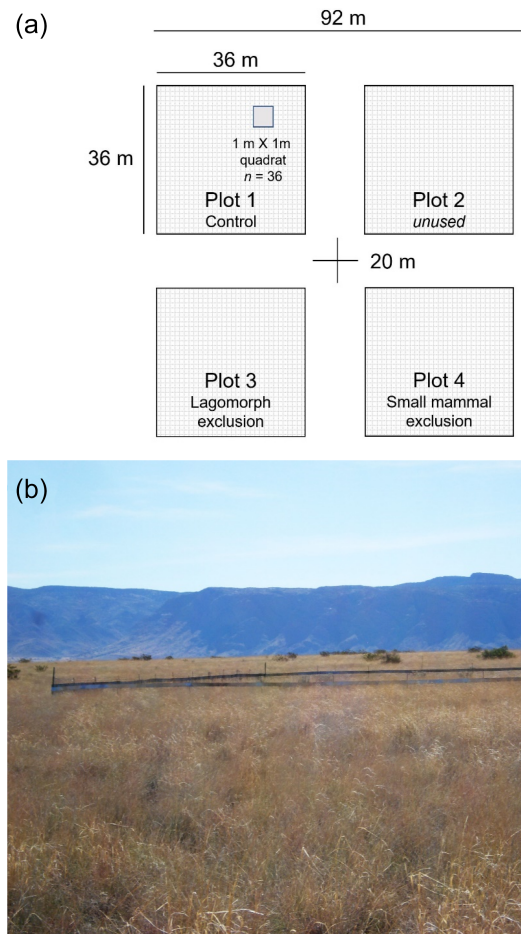 (a)
92 m
36 m
36 m
1 m X 1m
quadrat
n = 36
Plot 1
Control
Plot 2
unused
20 m
Plot 3
Lagomorph
exclusion
Plot 4
Small mammal
exclusion
(b)